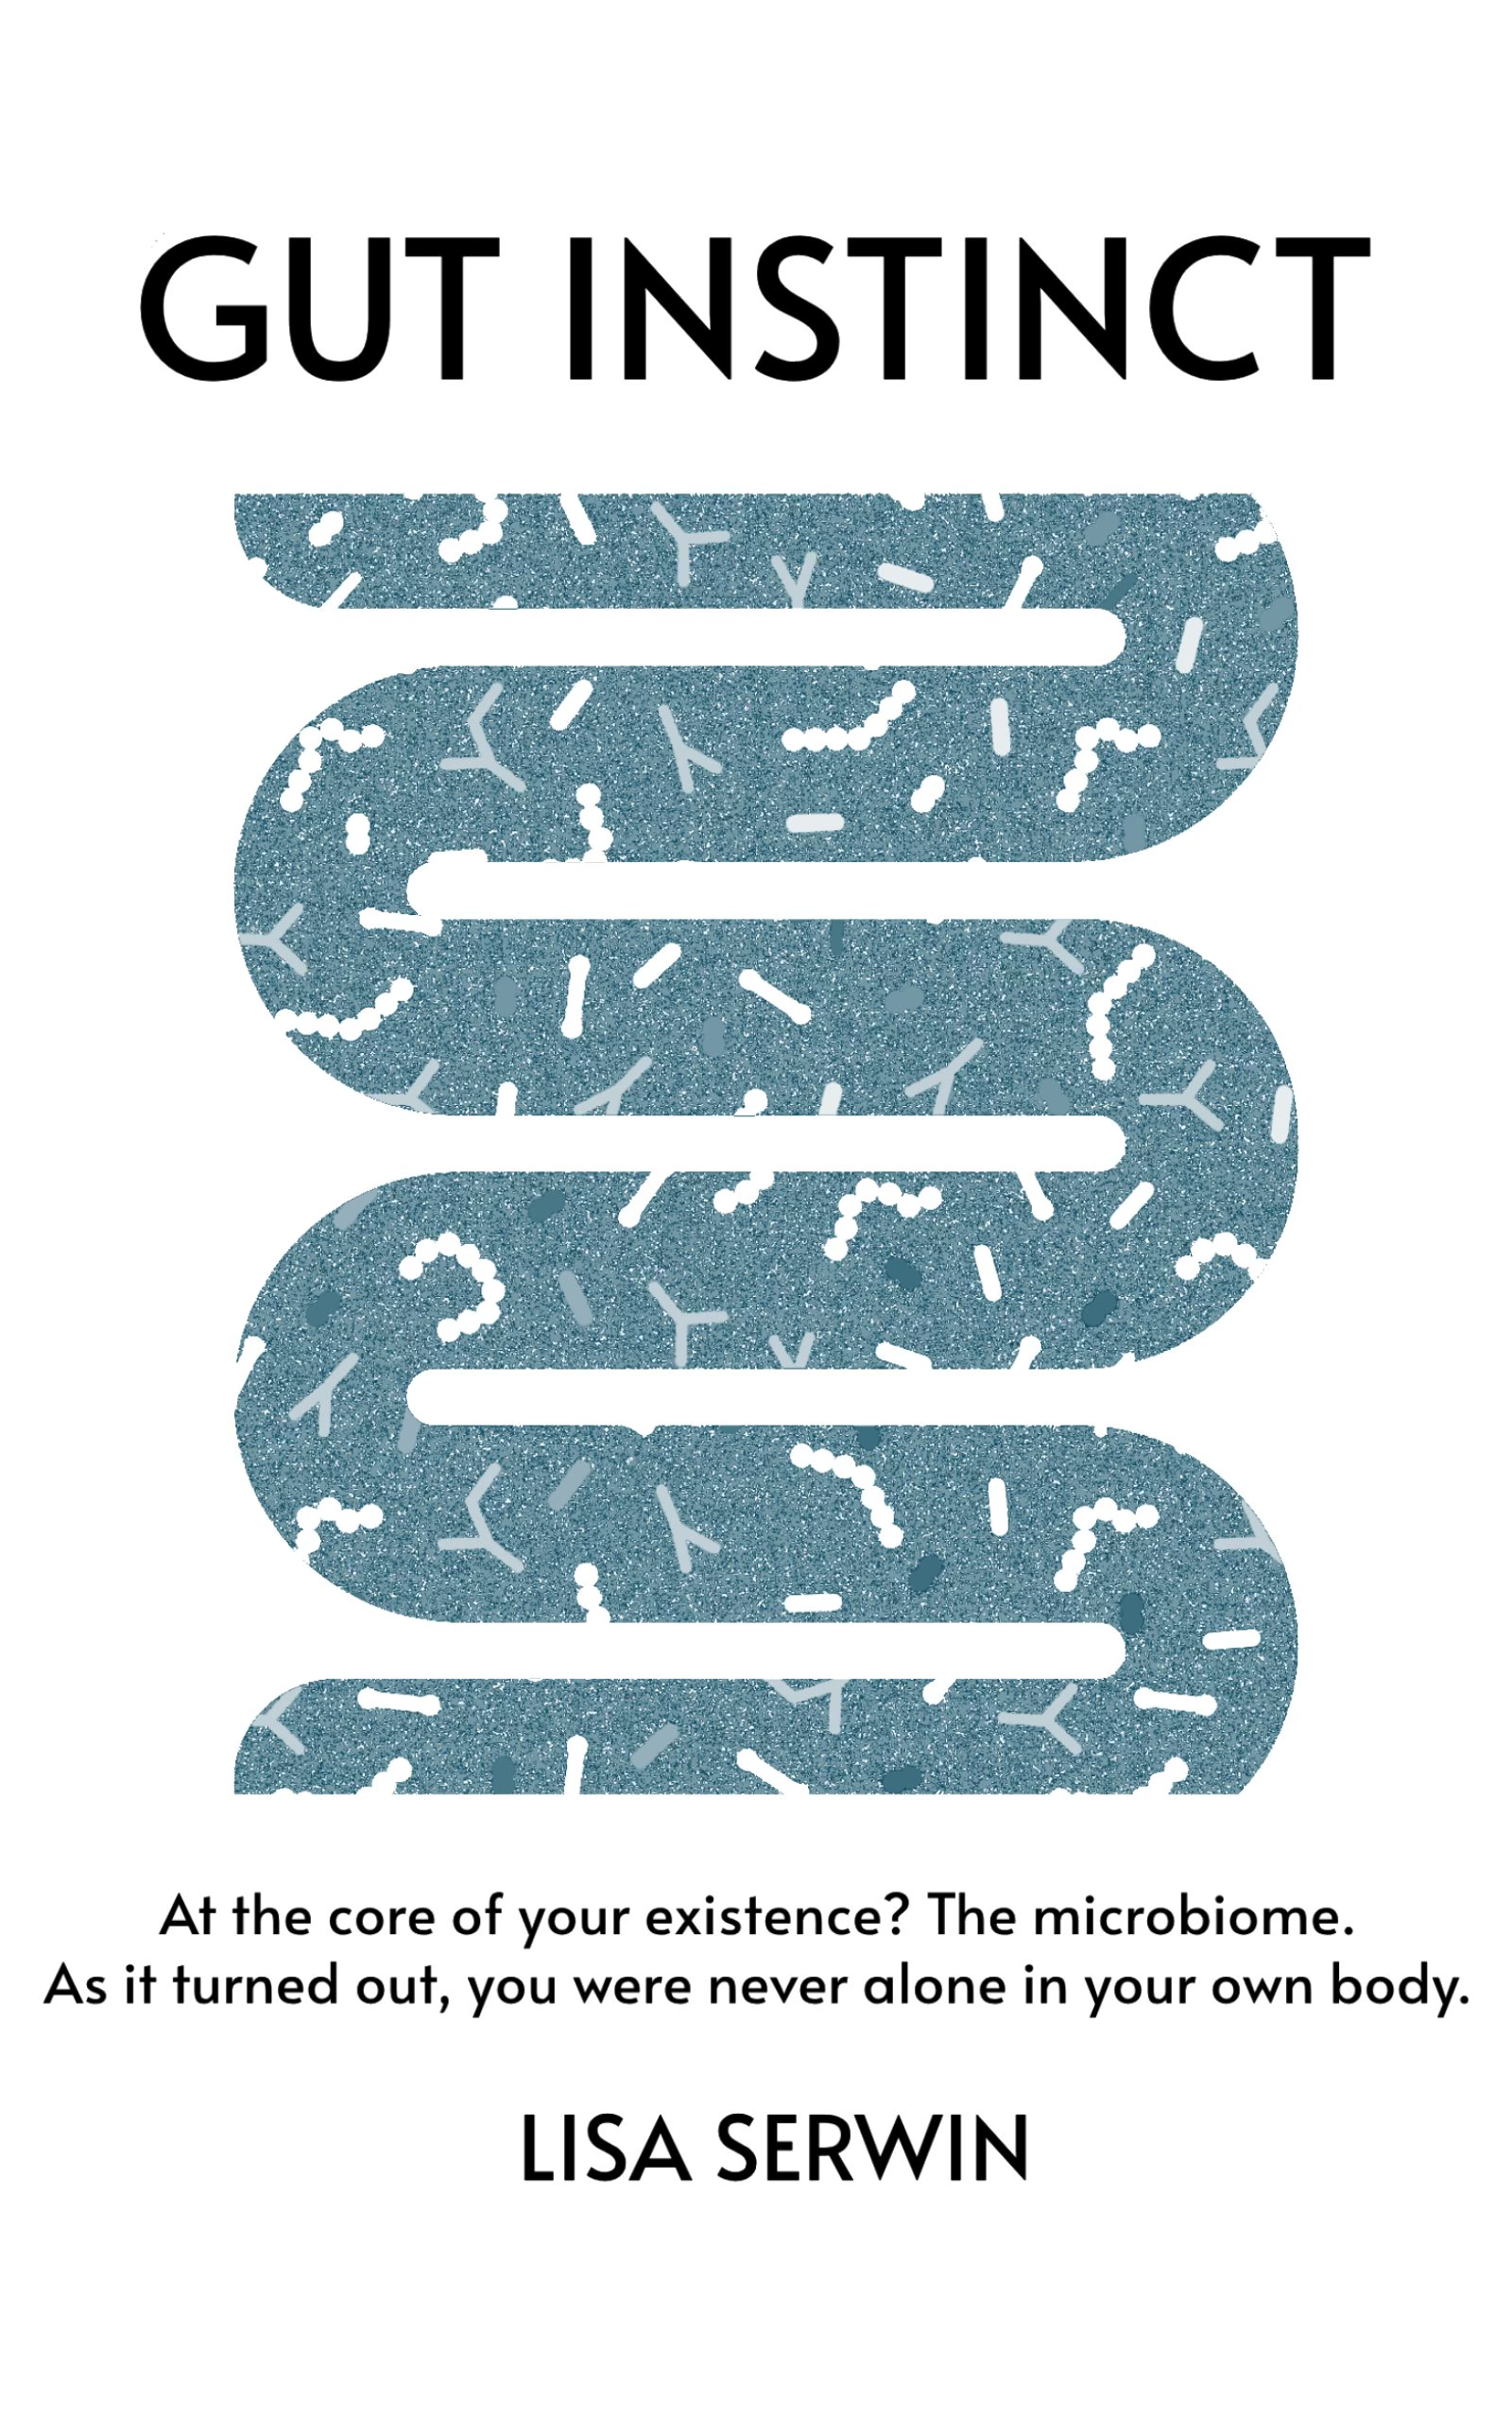 GUT INSTINCT
At the core of your existence? The microbiome.
As it turned out, you were never alone in your own body.
LISA SERWIN